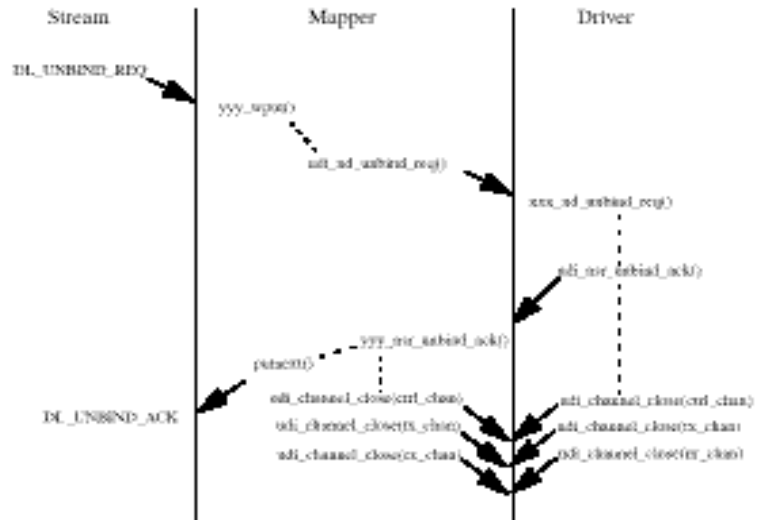 Stream Mapper Driver
DL_UNBIND_REQ
yyy_wput()
udi_nd_unbind_req()
xxx_nd_unbind_req()
udi_nsr_unbind_ack()
yyy_nsr_unbind_ack()
putnext()
udi_channel_close(ctrl_chan) udi_channel_close(ctrl_chan)
DL_UNBIND_ACK
udi_channel_close(tx_chan) udi_channel_close(tx_chan)
udi_channel_close(rx_chan) udi_channel_close(rx_chan)